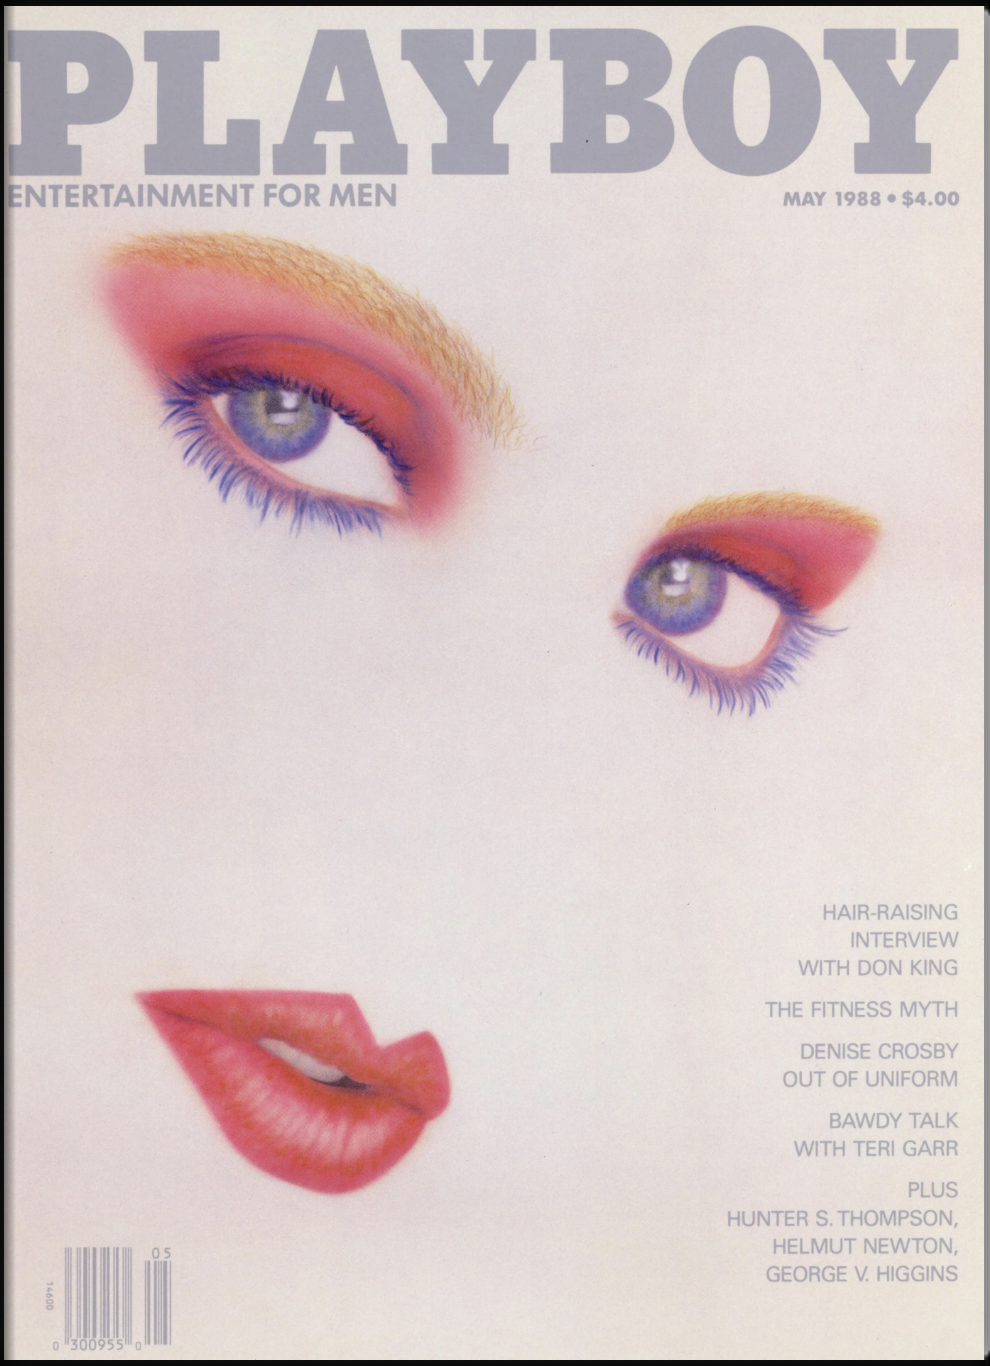 PLAYBOY
ENTERTAINMENT FOR MEN
MAY 1988 • $4.00
HAIR-RAISING
INTERVIEW
WITH DON KING
THE FITNESS MYTH
DENISE CROSBY
OUT OF UNIFORM
BAWDY TALK
WITH TERI GARR
PLUS
HUNTER S. THOMPSON,
HELMUT NEWTON,
GEORGE V. HIGGINS
05
14600
0 300955 0